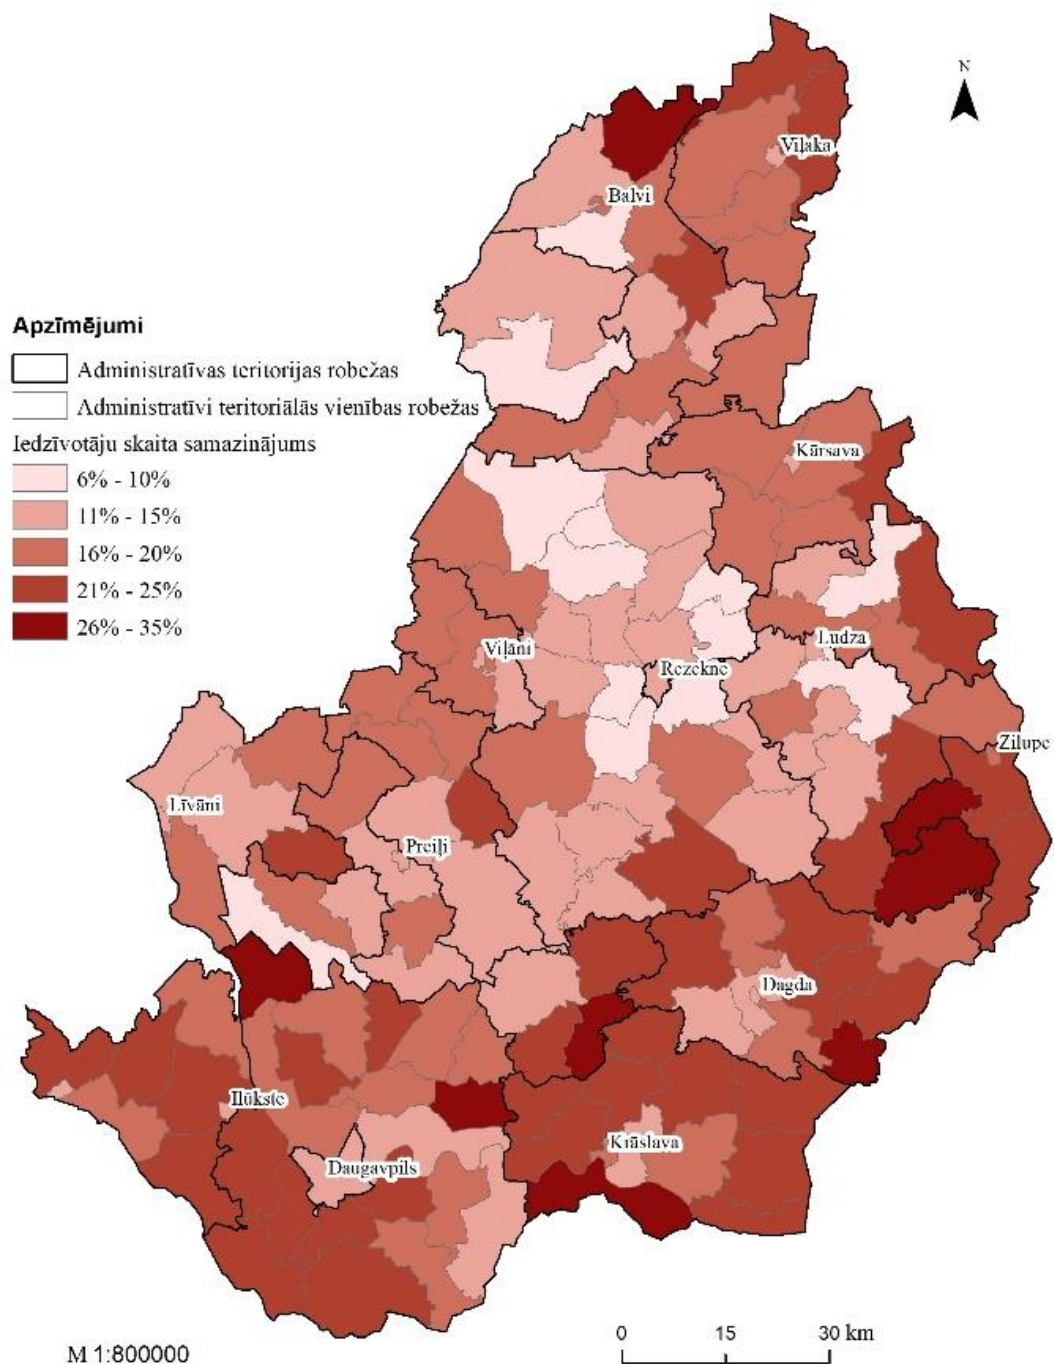 N
Viļaka
Balvi
Apzīmējumi
Administratīvas teritorijas robežas
Administratīvi teritoriālās vienības robežas
Iedzīvotāju skaita samazinājums
6% - 10%
11% - 15%
16% - 20%
21% - 25%
26% - 35%
Kārsava
Viļāni
Ludza
Rēzekne
Zilupe
Līvāni
Preiļi
Dagda
Ilūkste
Krāslava
Daugavpils
0 15 30 km
M 1:800000